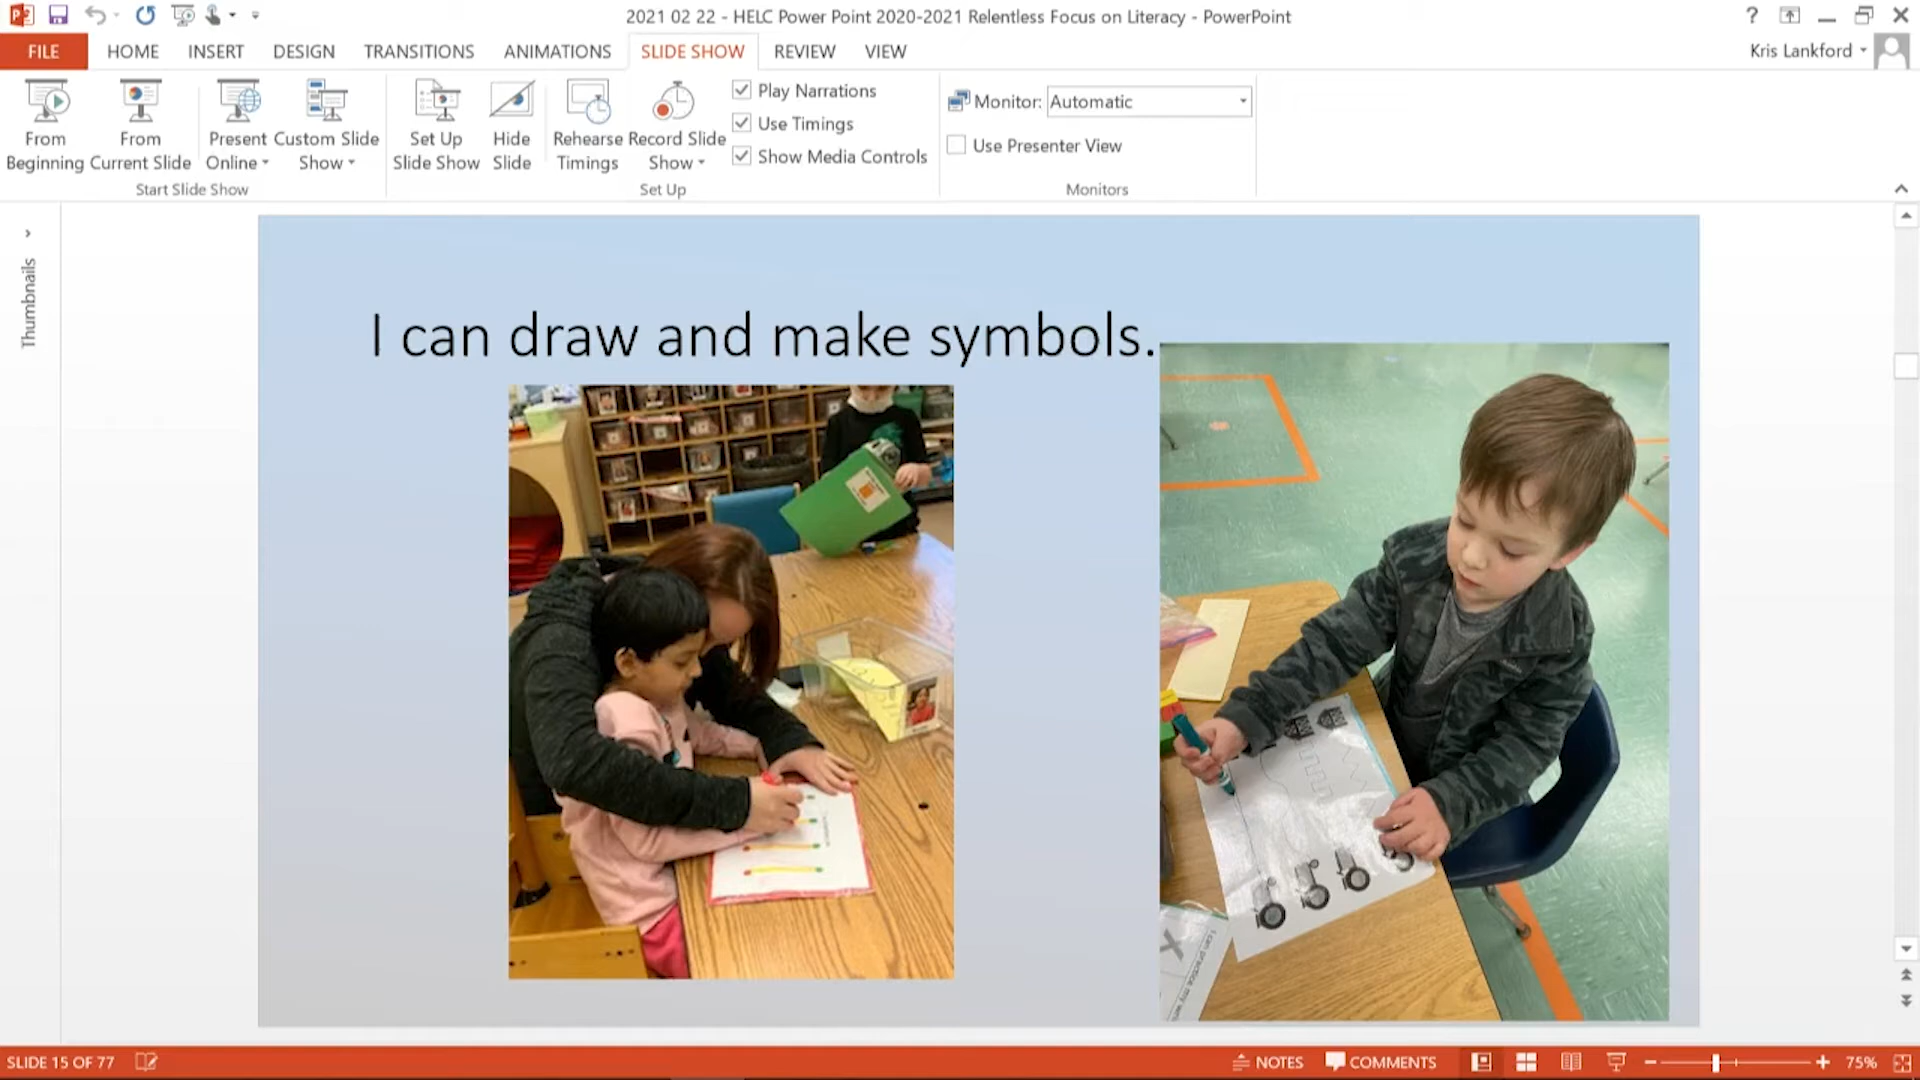 2021 02 22 - HELC Power Point 2020-2021 Relentless Focus on Literacy - PowerPoint
?
FILE HOME INSERT DESIGN TRANSITIONS ANIMATIONS SLIDE SHOW REVIEW VIEW
Kris Lankford
From Beginning
From Current Slide
Present Online
Custom Slide Show
Start Slide Show
Set Up Slide Show
Hide Slide
Rehearse Timings
Record Slide Show
Play Narrations
Use Timings
Show Media Controls
Set Up
Monitor: Automatic
Use Presenter View
Monitors
Thumbnails
I can draw and make symbols.
X
I can practice my
SLIDE 15 OF 77
NOTES
COMMENTS
75%